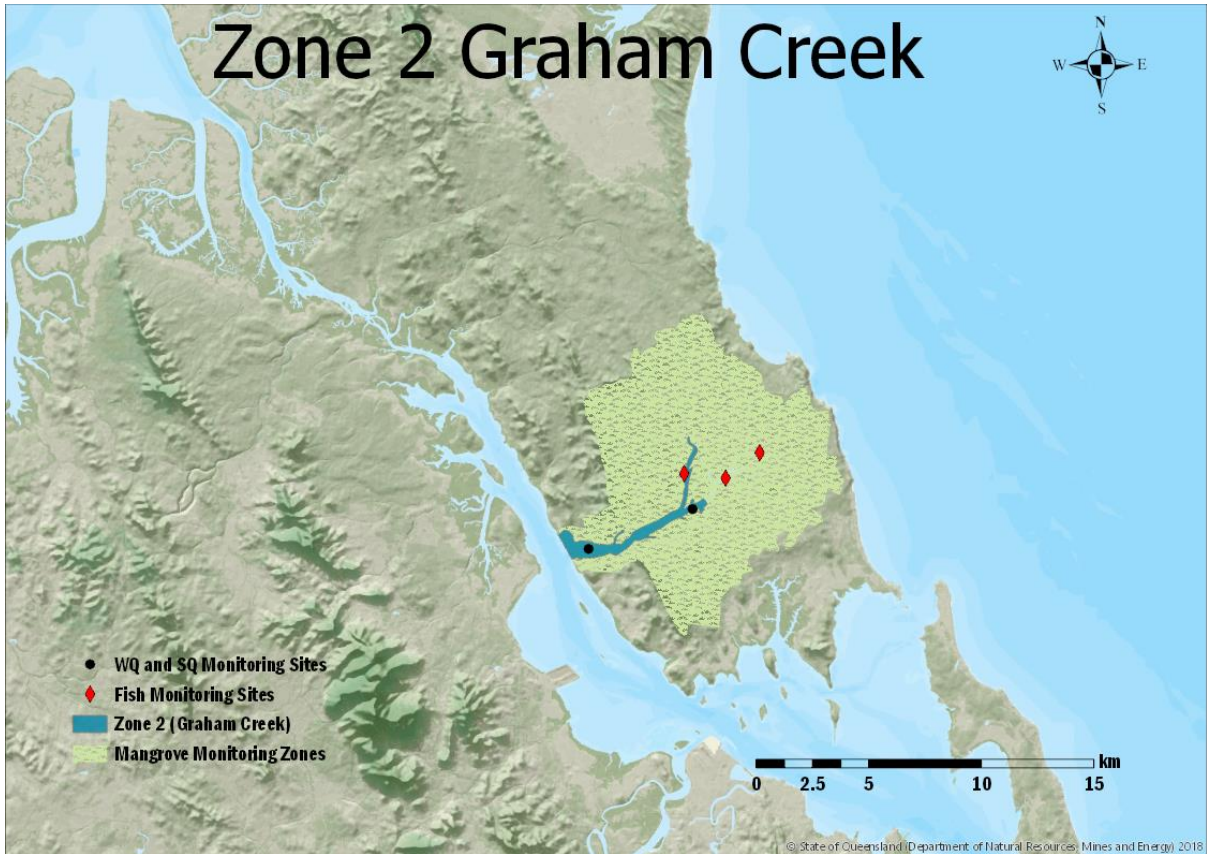 Zone 2 Graham Creek
N
W E
S
WQ and SQ Monitoring Sites
Fish Monitoring Sites
Zone 2 (Graham Creek)
Mangrove Monitoring Zones
km
0 2.5 5 10 15
© State of Queensland (Department of Natural Resources, Mines and Energy) 2018